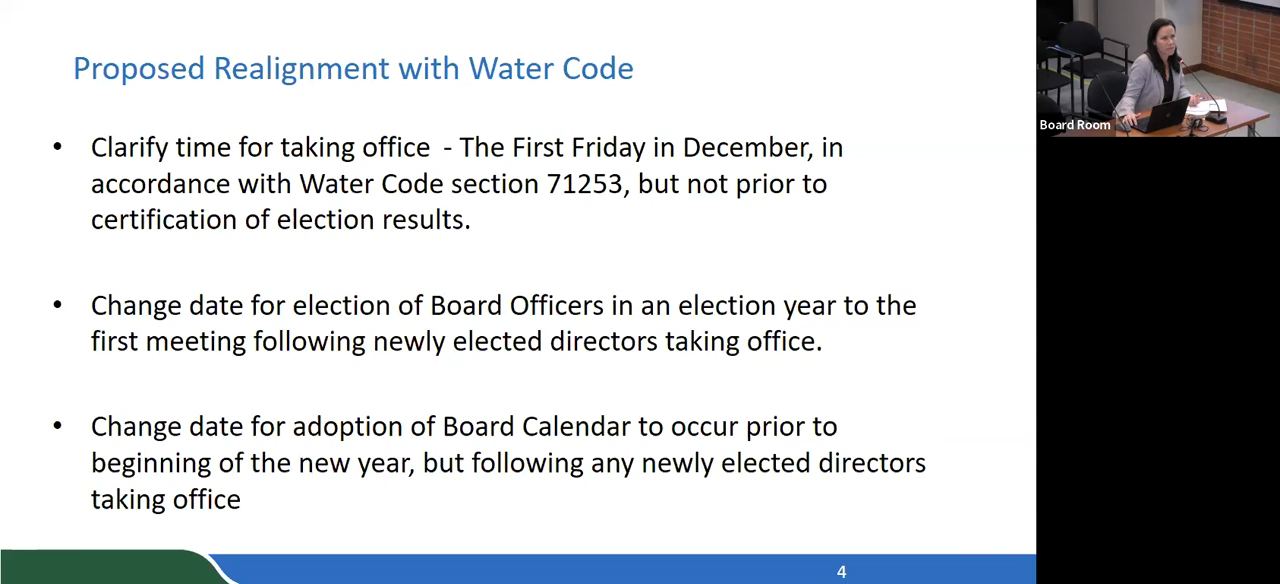 Proposed Realignment with Water Code
• Clarify time for taking office - The First Friday in December, in
accordance with Water Code section 71253, but not prior to
certification of election results.
• Change date for election of Board Officers in an election year to the
first meeting following newly elected directors taking office.
• Change date for adoption of Board Calendar to occur prior to
beginning of the new year, but following any newly elected directors
taking office
4
Board Room